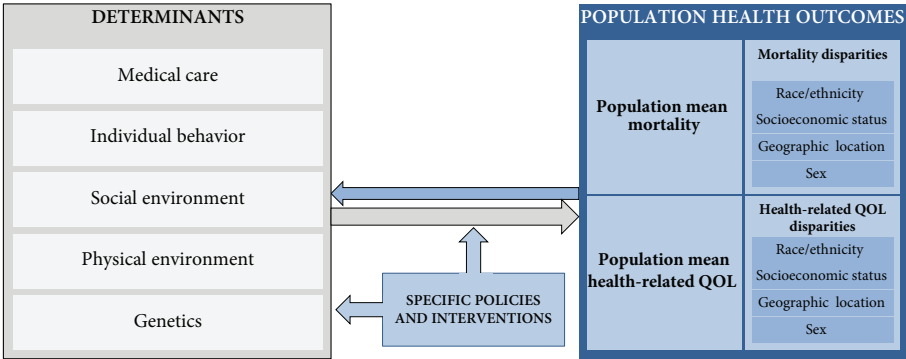 DETERMINANTS
Medical care
Individual behavior
Social environment
Physical environment
Genetics
SPECIFIC POLICIES
AND INTERVENTIONS
POPULATION HEALTH OUTCOMES
Population mean
mortality
Mortality disparities
Race/ethnicity
Socioeconomic status
Geographic location
Sex
Population mean
health-related QOL
Health-related QOL
disparities
Race/ethnicity
Socioeconomic status
Geographic location
Sex